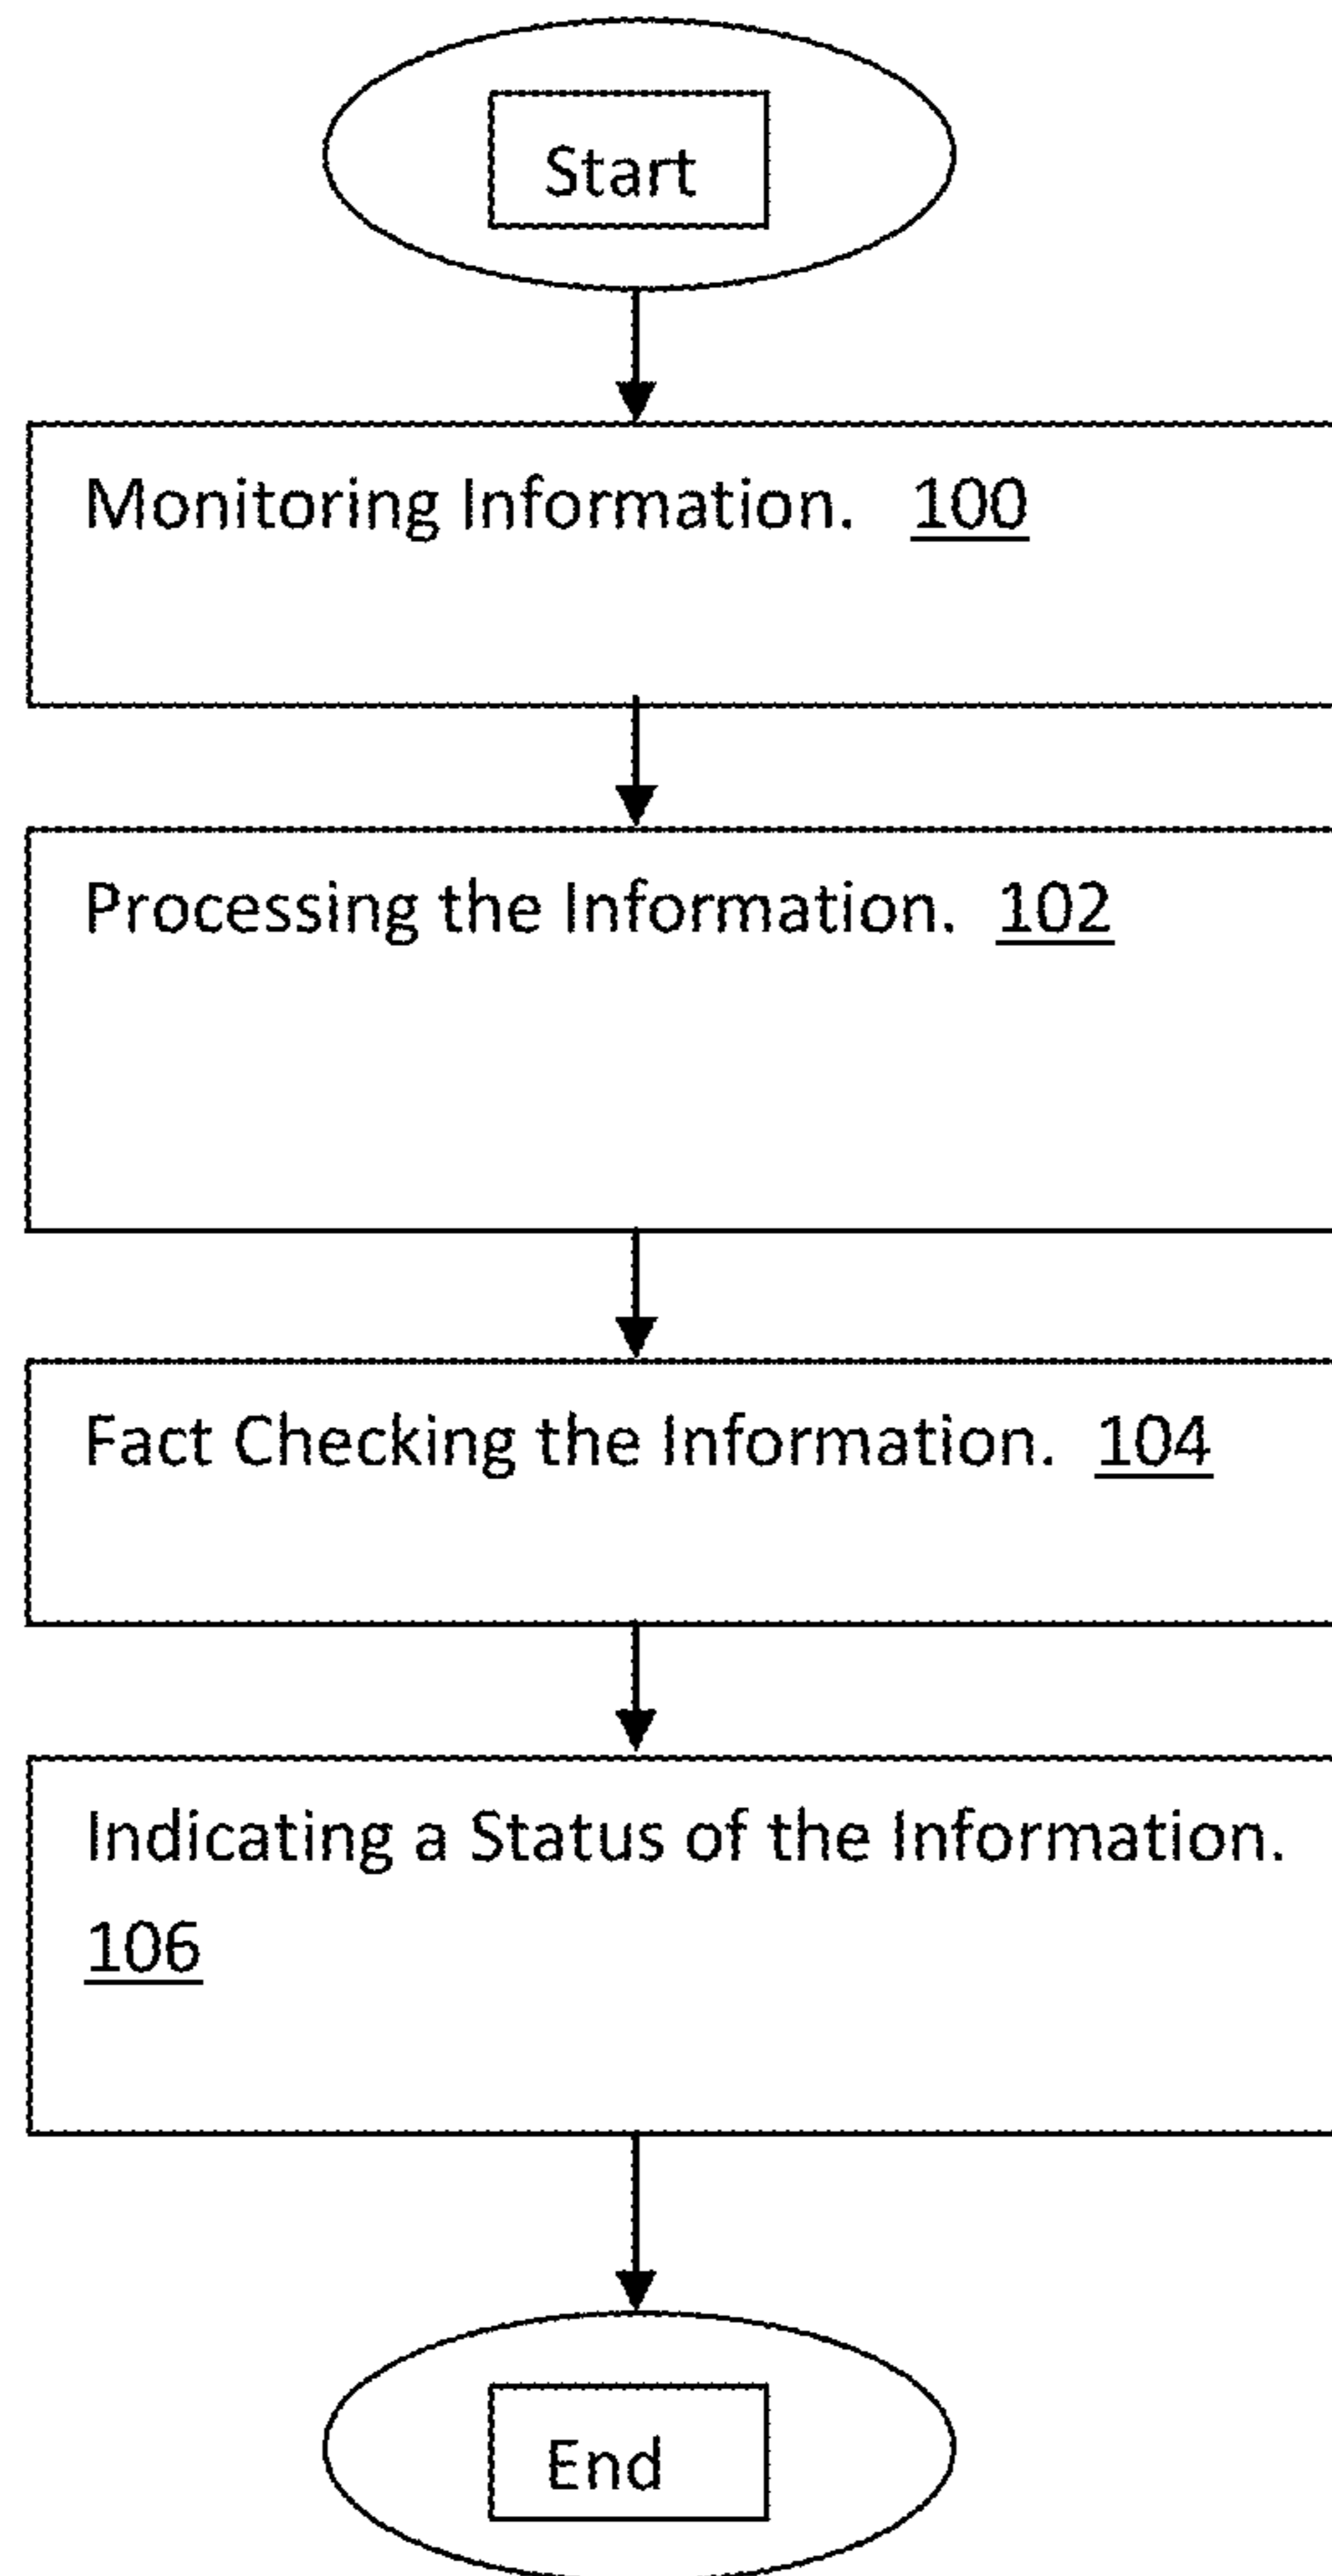 Start
Monitoring Information. 100
Processing the Information. 102
Fact Checking the Information. 104
Indicating a Status of the Information.
106
End